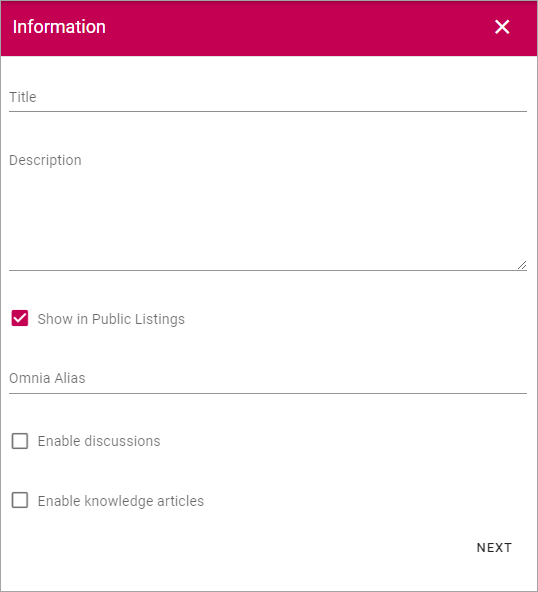 Information
Title
Description
Show in Public Listings
Omnia Alias
Enable discussions
Enable knowledge articles
NEXT